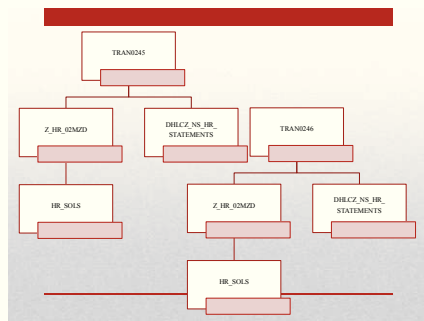 TRAN0245
Z_HR_02MZD
DHLCZ_NS_HR_
STATEMENTS
HR_SOLS
TRAN0246
Z_HR_02MZD
DHLCZ_NS_HR_
STATEMENTS
HR_SOLS